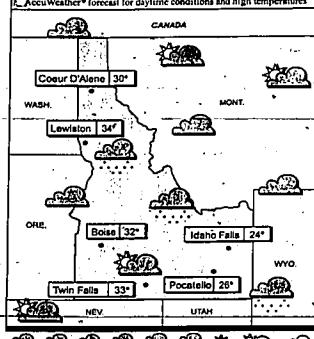 AccuWeather® forecast for daytime conditions and high temperatures
CANADA
Coeur D'Alene 30°
WASH.
MONT.
Lewiston 34°
ORE.
Boise 32°
Idaho Falls 24°
WYO.
Twin Falls 33°
Pocatello 26°
NEV.
UTAH